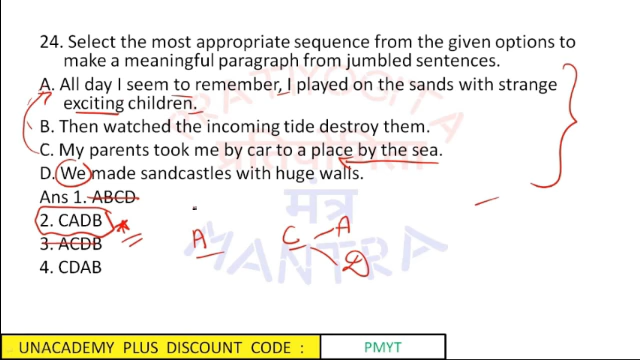 24. Select the most appropriate sequence from the given options to
make a meaningful paragraph from jumbled sentences.
A. All day I seem to remember, I played on the sands with strange
exciting children.
B. Then watched the incoming tide destroy them.
C. My parents took me by car to a place by the sea.
D. We made sandcastles with huge walls.
Ans 1. ABCD
2. CADB
3. ACDB
4. CDAB
A C A
D
PRATIYOGITA
प्रतियोगिता
मंत्र
MANTRA
UNACADEMY PLUS DISCOUNT CODE : PMYT